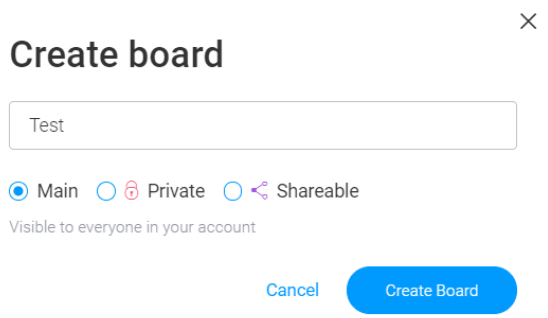 Create board
Test
Main Private Shareable
Visible to everyone in your account
Cancel Create Board